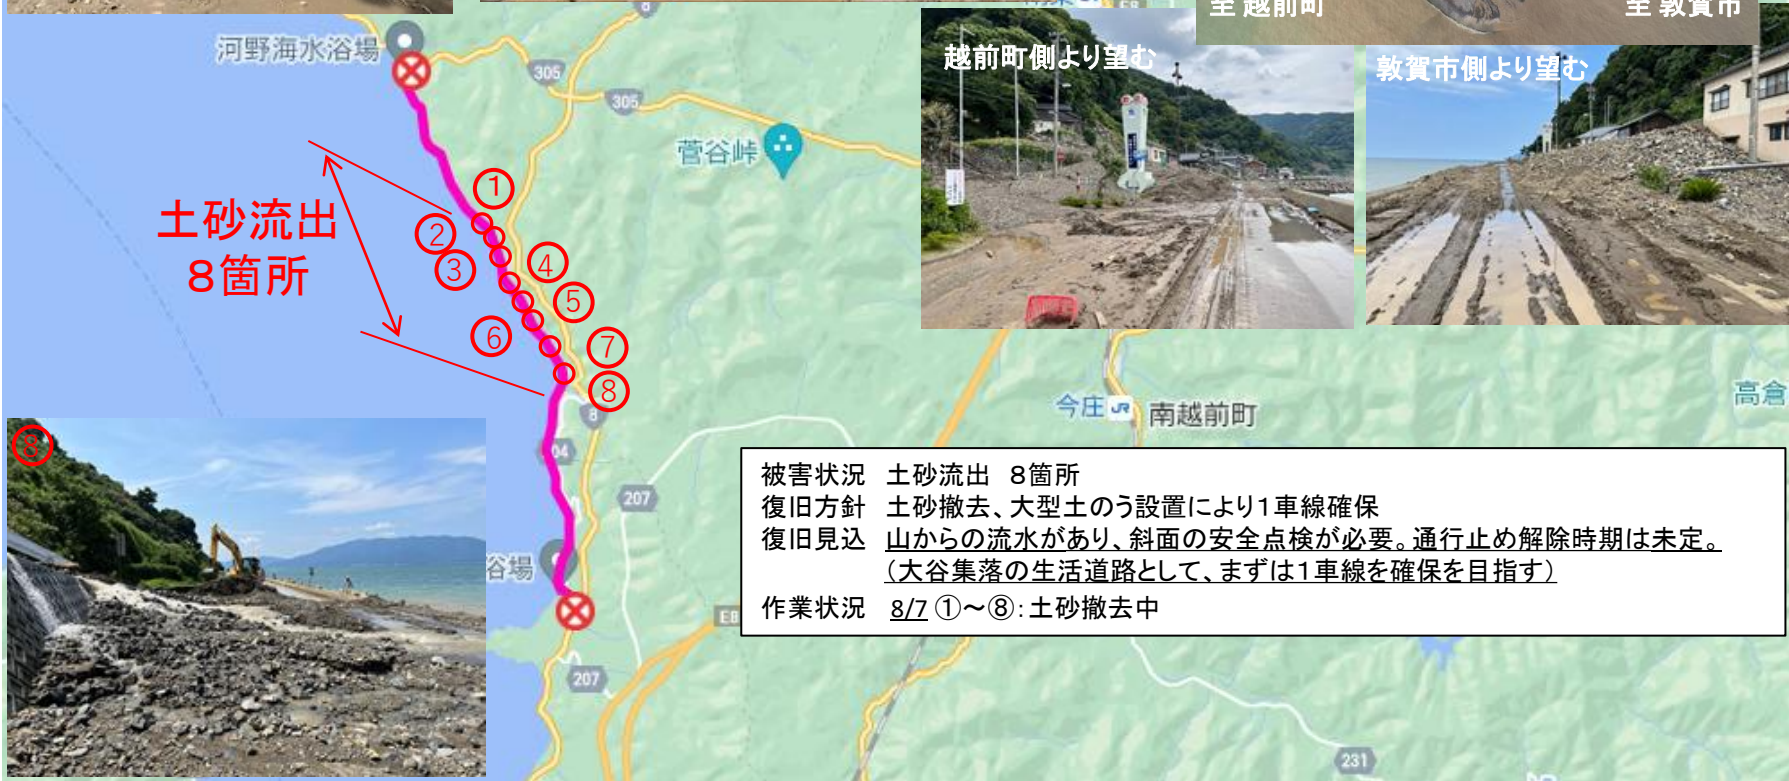 至 越前町
至 敦賀市
河野海水浴場
305
305
8
E8
菅谷峠
越前町側より望む
敦賀市側より望む
土砂流出
8箇所
①
②
③
④
⑤
⑥
⑦
⑧
8
今庄 JR 南越前町
高倉
207
浴場
E8
207
231
⑧
被害状況 土砂流出 8箇所
復旧方針 土砂撤去、大型土のう設置により1車線確保
復旧見込 山からの流水があり、斜面の安全点検が必要。通行止め解除時期は未定。
（大谷集落の生活道路として、まずは1車線を確保を目指す）
作業状況 8/7 ①～⑧：土砂撤去中